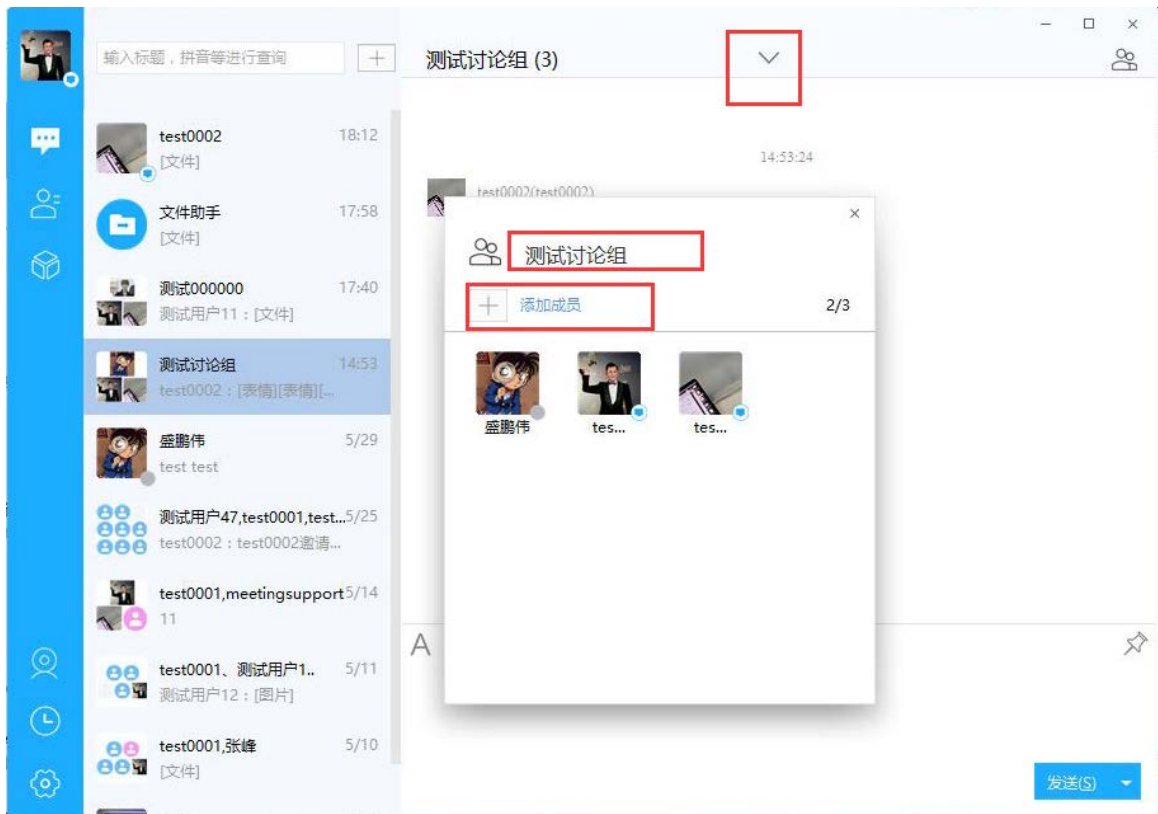 输入标题，拼音等进行查询
测试讨论组 (3)
test0002
18:12
[文件]
文件助手
17:58
[文件]
测试000000
17:40
测试用户11：[文件]
测试讨论组
14:53
test0002：[表情][表情][...
盛鹏伟
5/29
test test
测试用户47,test0001,test...
5/25
test0002：test0002邀请...
test0001,meetingsupport
5/14
11
test0001、测试用户1..
5/11
测试用户12：[图片]
test0001,张峰
5/10
[文件]
14:53:24
test0002(test0002)
测试讨论组
添加成员
2/3
盛鹏伟
tes...
tes...
A
发送(S)